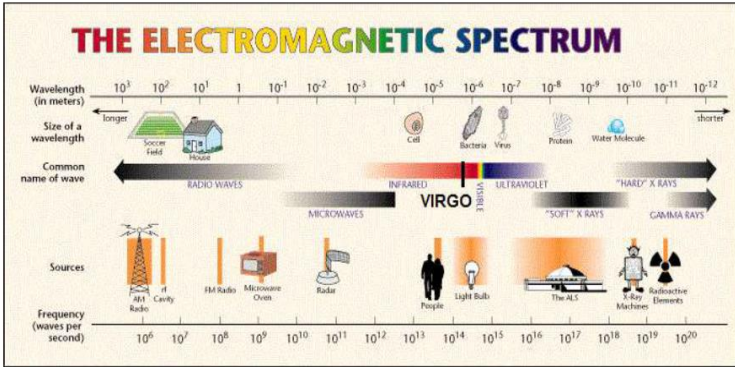 THE ELECTROMAGNETIC SPECTRUM
Wavelength
(in meters)
10³ 10² 10¹ 1 10⁻¹ 10⁻² 10⁻³ 10⁻⁴ 10⁻⁵ 10⁻⁶ 10⁻⁷ 10⁻⁸ 10⁻⁹ 10⁻¹⁰ 10⁻¹¹ 10⁻¹²
longer
shorter
Size of a
wavelength
Soccer
Field
House
Cell
Bacteria
Virus
Protein
Water Molecule
Common
name of wave
RADIO WAVES
INFRARED
VISIBLE
ULTRAVIOLET
"HARD" X RAYS
VIRGO
MICROWAVES
"SOFT" X RAYS
GAMMA RAYS
Sources
AM
Radio
rf
Cavity
FM Radio
Microwave
Oven
Radar
People
Light Bulb
The ALS
X-Ray
Machines
Radioactive
Elements
Frequency
(waves per
second)
10⁶ 10⁷ 10⁸ 10⁹ 10¹⁰ 10¹¹ 10¹² 10¹³ 10¹⁴ 10¹⁵ 10¹⁶ 10¹⁷ 10¹⁸ 10¹⁹ 10²⁰